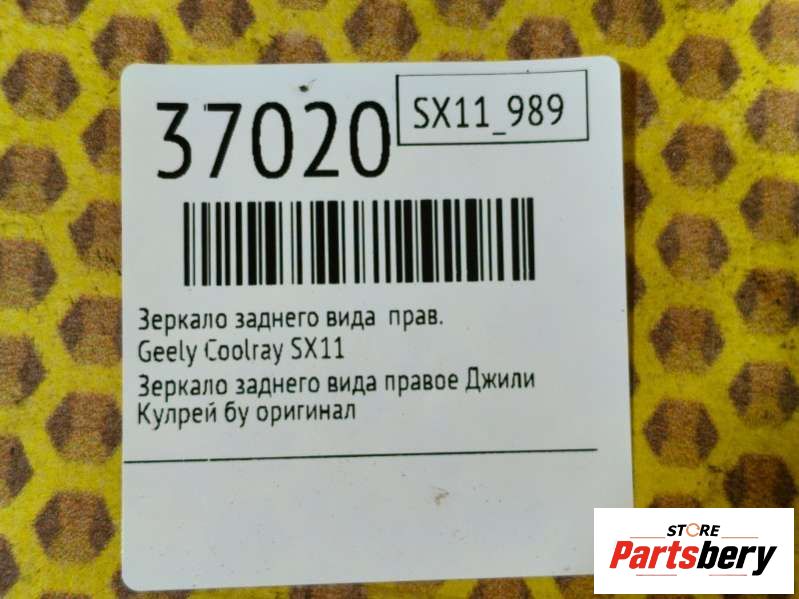 37020
SX11_989
Зеркало заднего вида прав.
Geely Coolray SX11
Зеркало заднего вида правое Джили
Кулрей бу оригинал
STORE
Partsbery